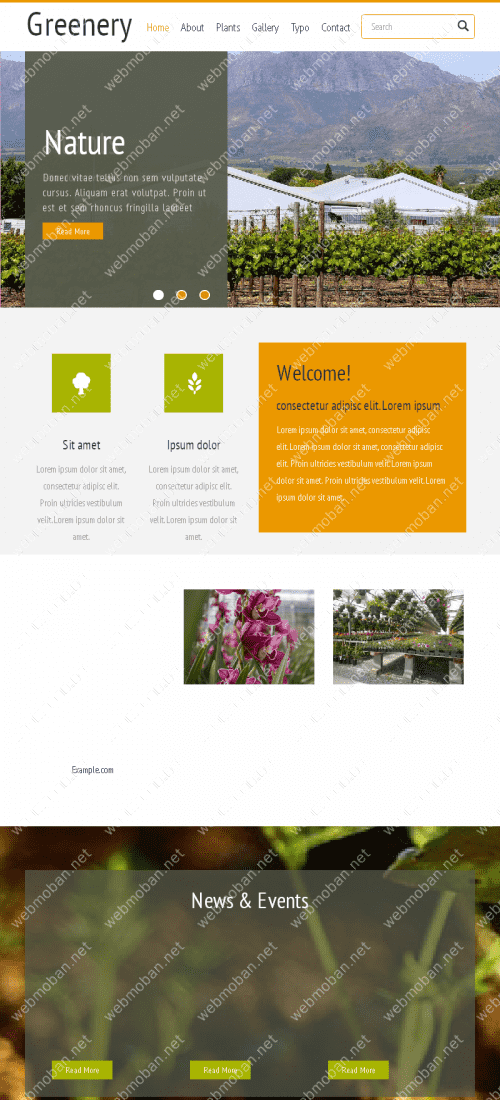 Greenery
Home About Plants Gallery Typo Contact Search
Nature
Donec vitae tellus non sem vulputate
cursus. Aliquam erat volutpat. Proin ut
est et sem rhoncus fringilla laoreet
Read More
Welcome!
consectetur adipisc elit.Lorem ipsum
Lorem ipsum dolor sit amet, consectetur adipisc
elit.Lorem ipsum dolor sit amet, consectetur
elit. Proin ultricies vestibulum velit.Lorem ipsum
dolor sit amet. Proin ultricies vestibulum velit.Lorem
ipsum dolor sit amet.
Sit amet
Lorem ipsum dolor sit amet,
consectetur adipisc elit.
Proin ultricies vestibulum
velit.Lorem ipsum dolor sit
amet.
Ipsum dolor
Lorem ipsum dolor sit amet,
consectetur adipisc elit.
Proin ultricies vestibulum
velit.Lorem ipsum dolor sit
amet.
Example.com
News & Events
Read More
Read More
Read More
webmoban.net